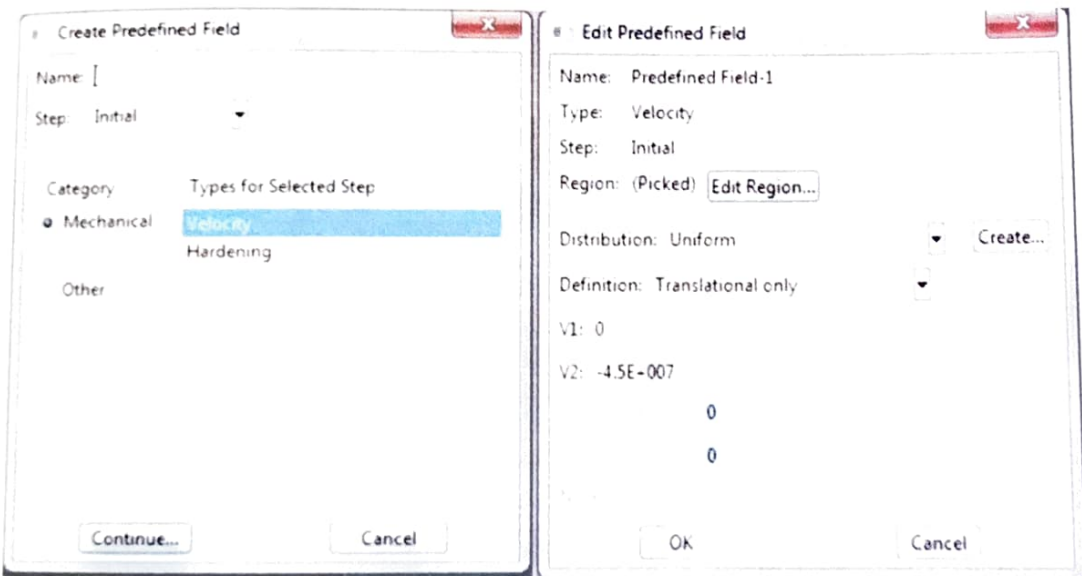 Create Predefined Field
Name:
Step: Initial
Category
Types for Selected Step
Mechanical
Velocity
Hardening
Other
Continue...
Cancel
Edit Predefined Field
Name: Predefined Field-1
Type: Velocity
Step: Initial
Region: (Picked) Edit Region...
Distribution: Uniform
Create...
Definition: Translational only
V1: 0
V2: -4.5E+007
0
0
OK
Cancel